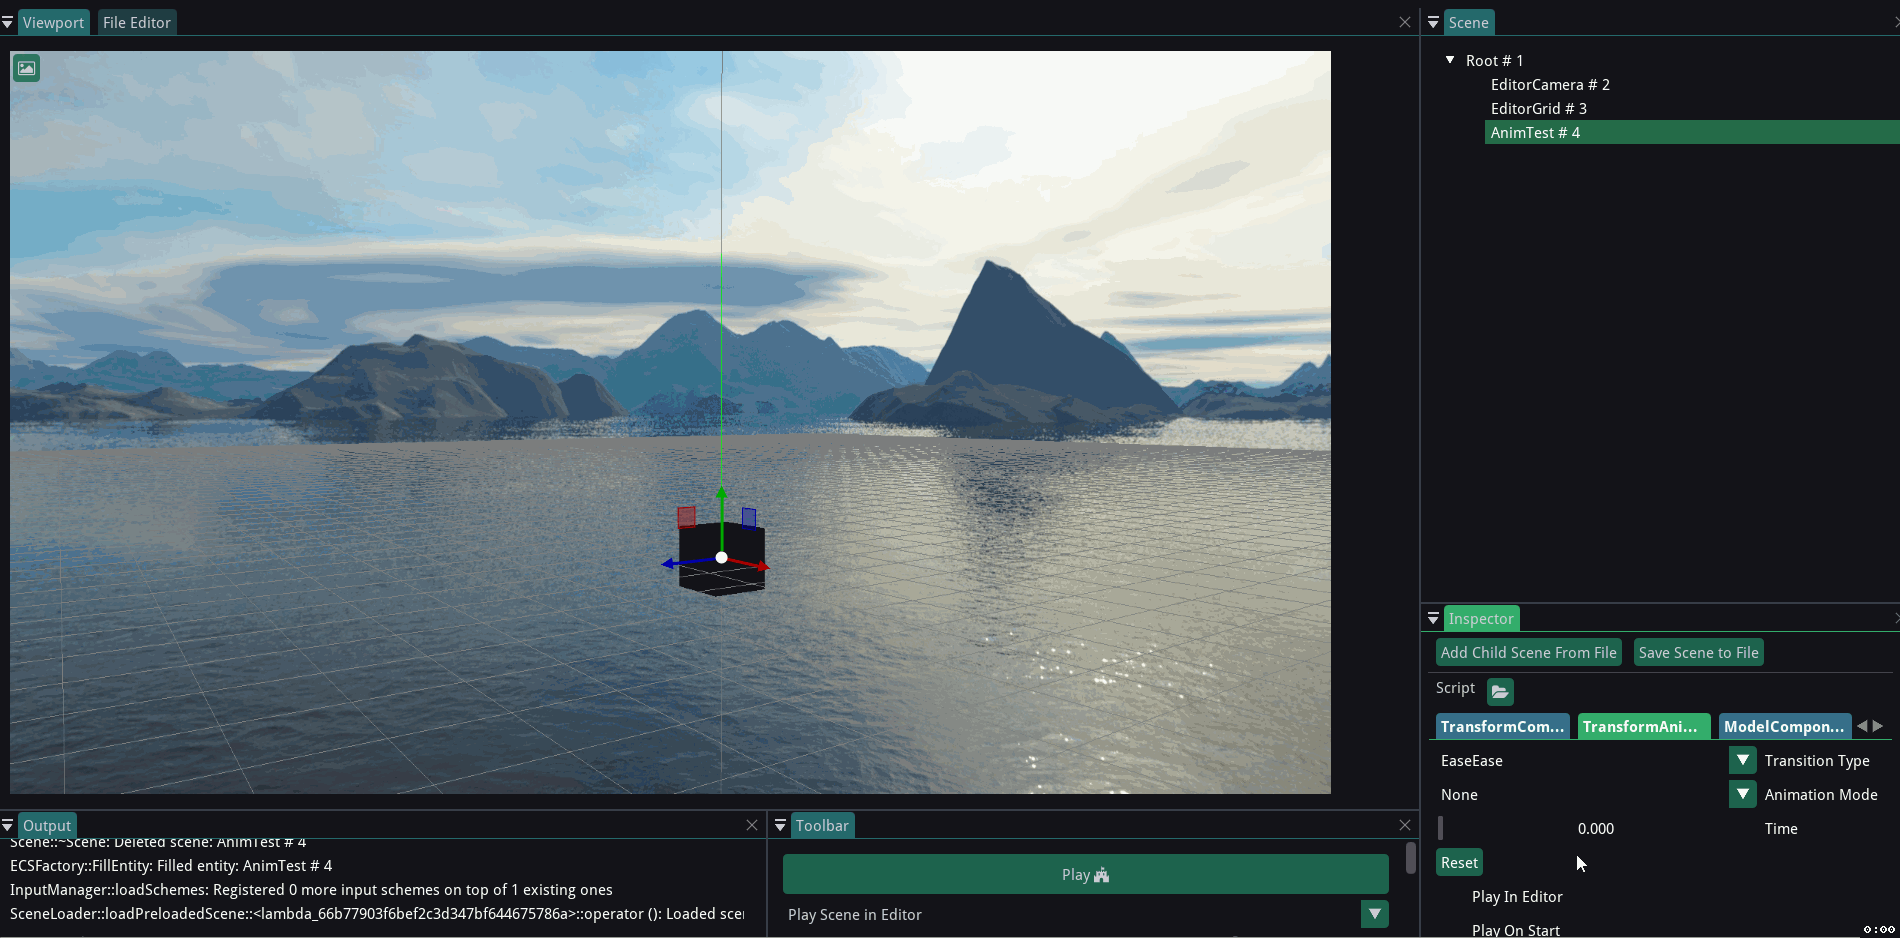 Viewport File Editor
Scene
Root # 1
EditorCamera # 2
EditorGrid # 3
AnimTest # 4
Inspector
Add Child Scene From File Save Scene to File
Script
TransformCom... TransformAni... ModelCompon...
EaseEase Transition Type
None Animation Mode
0.000 Time
Reset
Play In Editor
Play On Start
0:00
Output
Scene::~Scene: Deleted scene: AnimTest # 4
ECSFactory::FillEntity: Filled entity: AnimTest # 4
InputManager::loadSchemes: Registered 0 more input schemes on top of 1 existing ones
SceneLoader::loadPreloadedScene::<lambda_66b77903f6bef2c3d347bf644675786a>::operator (): Loaded scei
Toolbar
Play
Play Scene in Editor